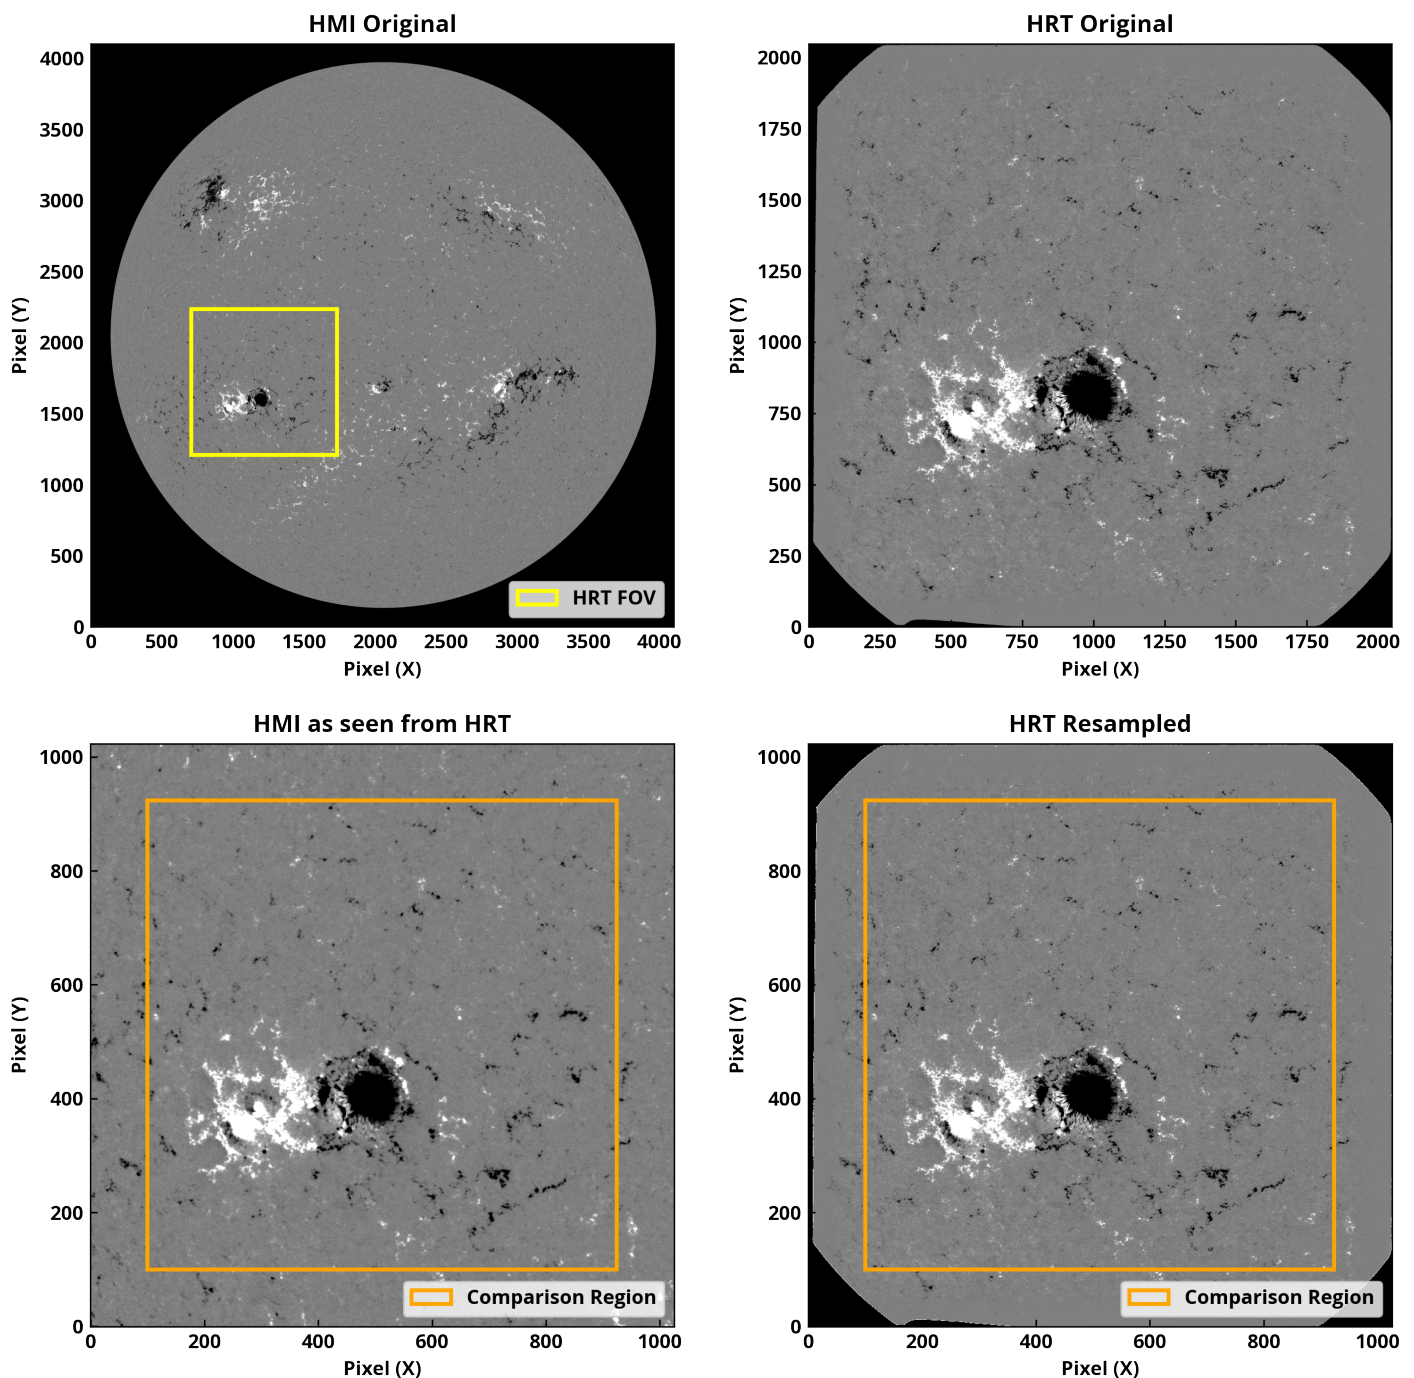 HMI Original
HRT Original
Pixel (Y)
4000
3500
3000
2500
2000
1500
1000
500
0
HRT FOV
0 500 1000 1500 2000 2500 3000 3500 4000
Pixel (X)
Pixel (Y)
2000
1750
1500
1250
1000
750
500
250
0
0 250 500 750 1000 1250 1500 1750 2000
Pixel (X)
HMI as seen from HRT
HRT Resampled
Pixel (Y)
1000
800
600
400
200
0
Comparison Region
0 200 400 600 800 1000
Pixel (X)
Pixel (Y)
1000
800
600
400
200
0
Comparison Region
0 200 400 600 800 1000
Pixel (X)